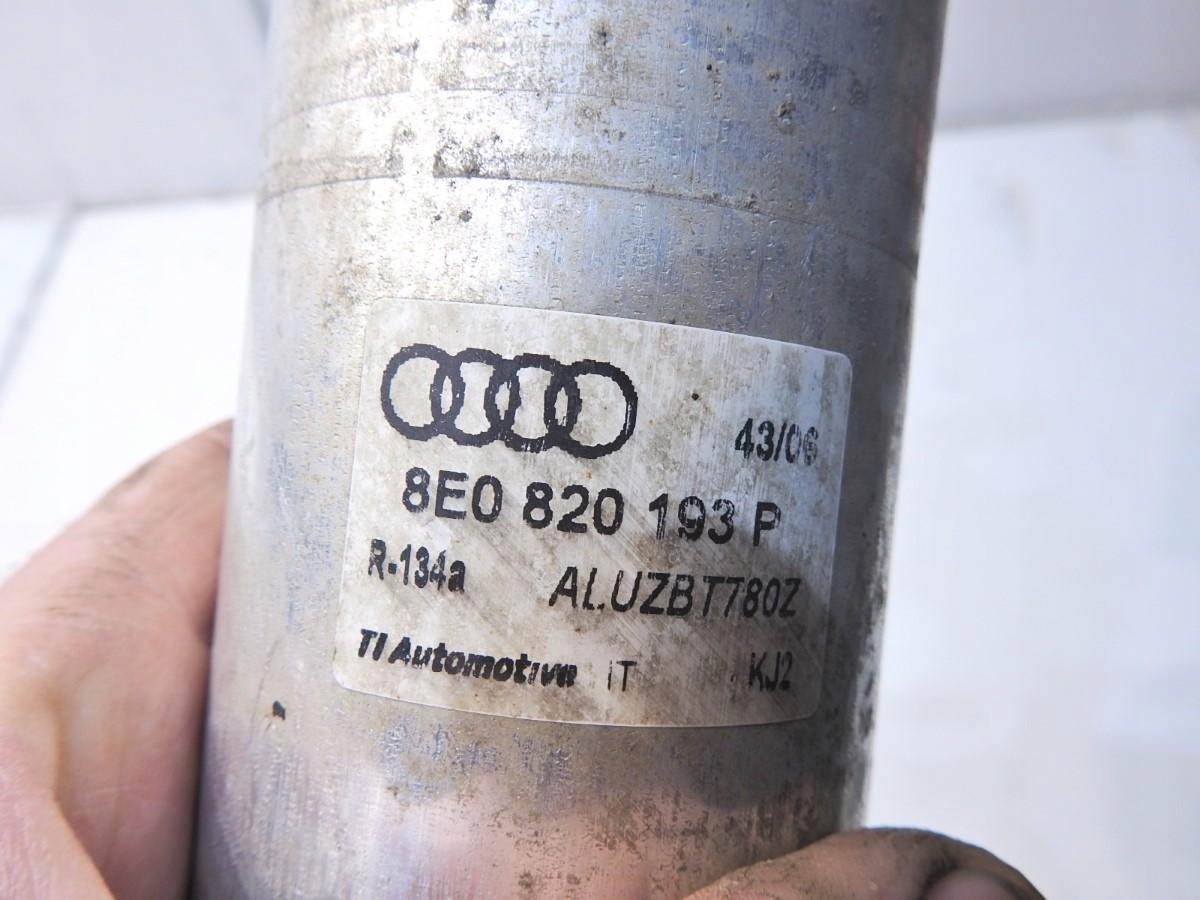 43/06
8E0 820 193 P
R-134a ALUZBT780Z
TI Automotive IT KJ2